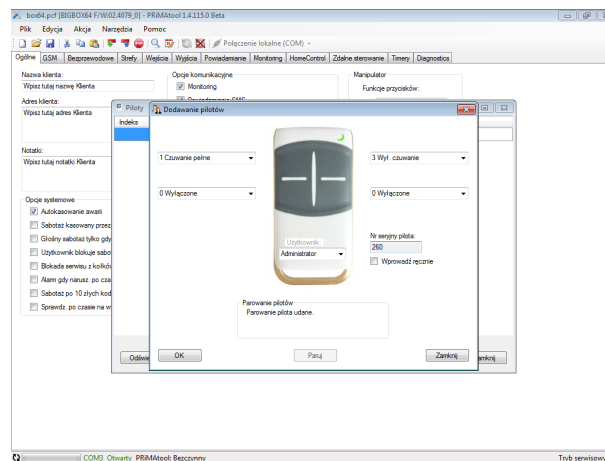 box64.pcf [BIGBOX64 F/W:02.4079_0] - PRiMAtool 1.4.115.0 Beta
Plik Edycja Akcja Narzędzia Pomoc
Połączenie lokalne (COM)
Ogólne GSM Bezprzewodowe Strefy Wejścia Wyjścia Powiadamianie Monitoring HomeControl Zdalne sterowanie Timery Diagnostics
Nazwa klienta: Opcje komunikacyjne Manipulator
Wpisz tutaj nazwę Klienta Monitoring Funkcje przycisków:
Adres klienta:
Wpisz tutaj adres Klienta Piloty Dodawanie pilotów
Indeks
1 Czuwanie pełne 3 Wył. czuwanie
Notatki:
Wpisz tutaj notatki Klienta
0 Wyłączone 0 Wyłączone
Opcje systemowe
Autokasowanie awarii
Sabotaż kasowany przez
Głośny sabotaż tylko gdy
Użytkownik blokuje sabo
Blokada serwisu z kołków
Alarm gdy narusz. po cza
Sabotaż po 10 złych kod
Sprawdz. po czasie na w
Nr seryjny pilota:
260
Wprowadź ręcznie
Użytkownik:
Administrator
Parowanie pilotów
Parowanie pilota udane.
Odśwież OK Paruj Zamknij amknij
COM3 Otwarty PRiMAtool: Bezczynny Tryb serwisowy